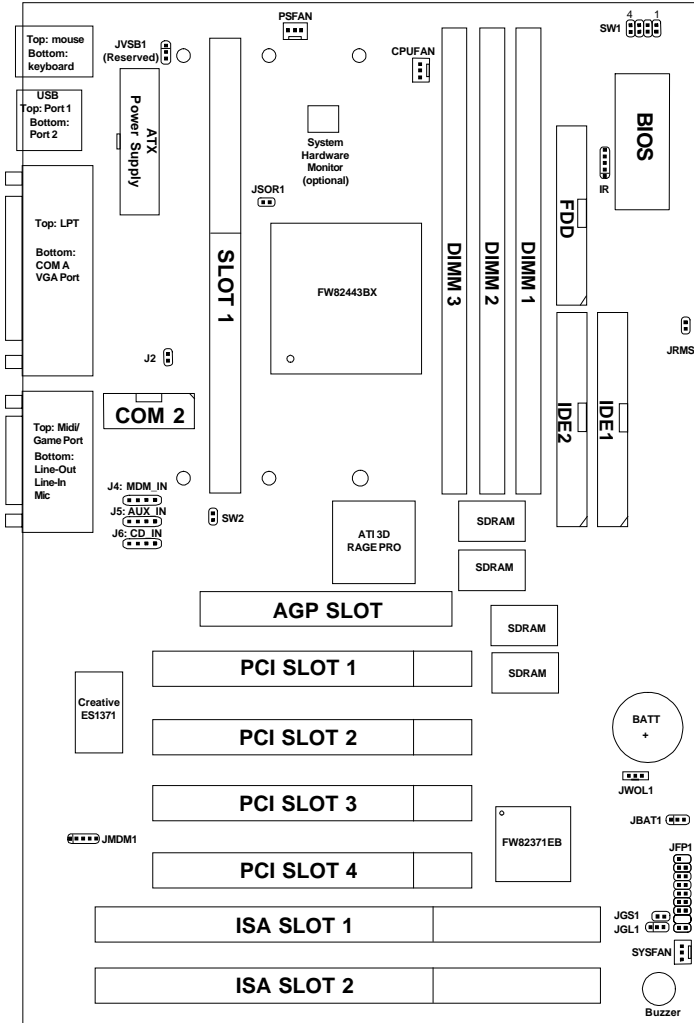 PSFAN
4 1
SW1
Top: mouse
Bottom:
keyboard
JVSB1
(Reserved)
CPUFAN
USB
Top: Port 1
Bottom:
Port 2
ATX
Power Supply
System
Hardware
Monitor
(optional)
BIOS
IR
JSOR1
FDD
Top: LPT
Bottom:
COM A
VGA Port
SLOT 1
FW82443BX
DIMM 3
DIMM 2
DIMM 1
J2
JRMS
COM 2
IDE2
IDE1
Top: Midi/
Game Port
Bottom:
Line-Out
Line-In
Mic
J4: MDM_IN
J5: AUX_IN
J6: CD_IN
SW2
ATI 3D
RAGE PRO
SDRAM
SDRAM
AGP SLOT
SDRAM
PCI SLOT 1
SDRAM
Creative
ES1371
PCI SLOT 2
BATT
+
JWOL1
PCI SLOT 3
JBAT1
JMDM1
FW82371EB
JFP1
PCI SLOT 4
JGS1
JGL1
ISA SLOT 1
SYSFAN
ISA SLOT 2
Buzzer